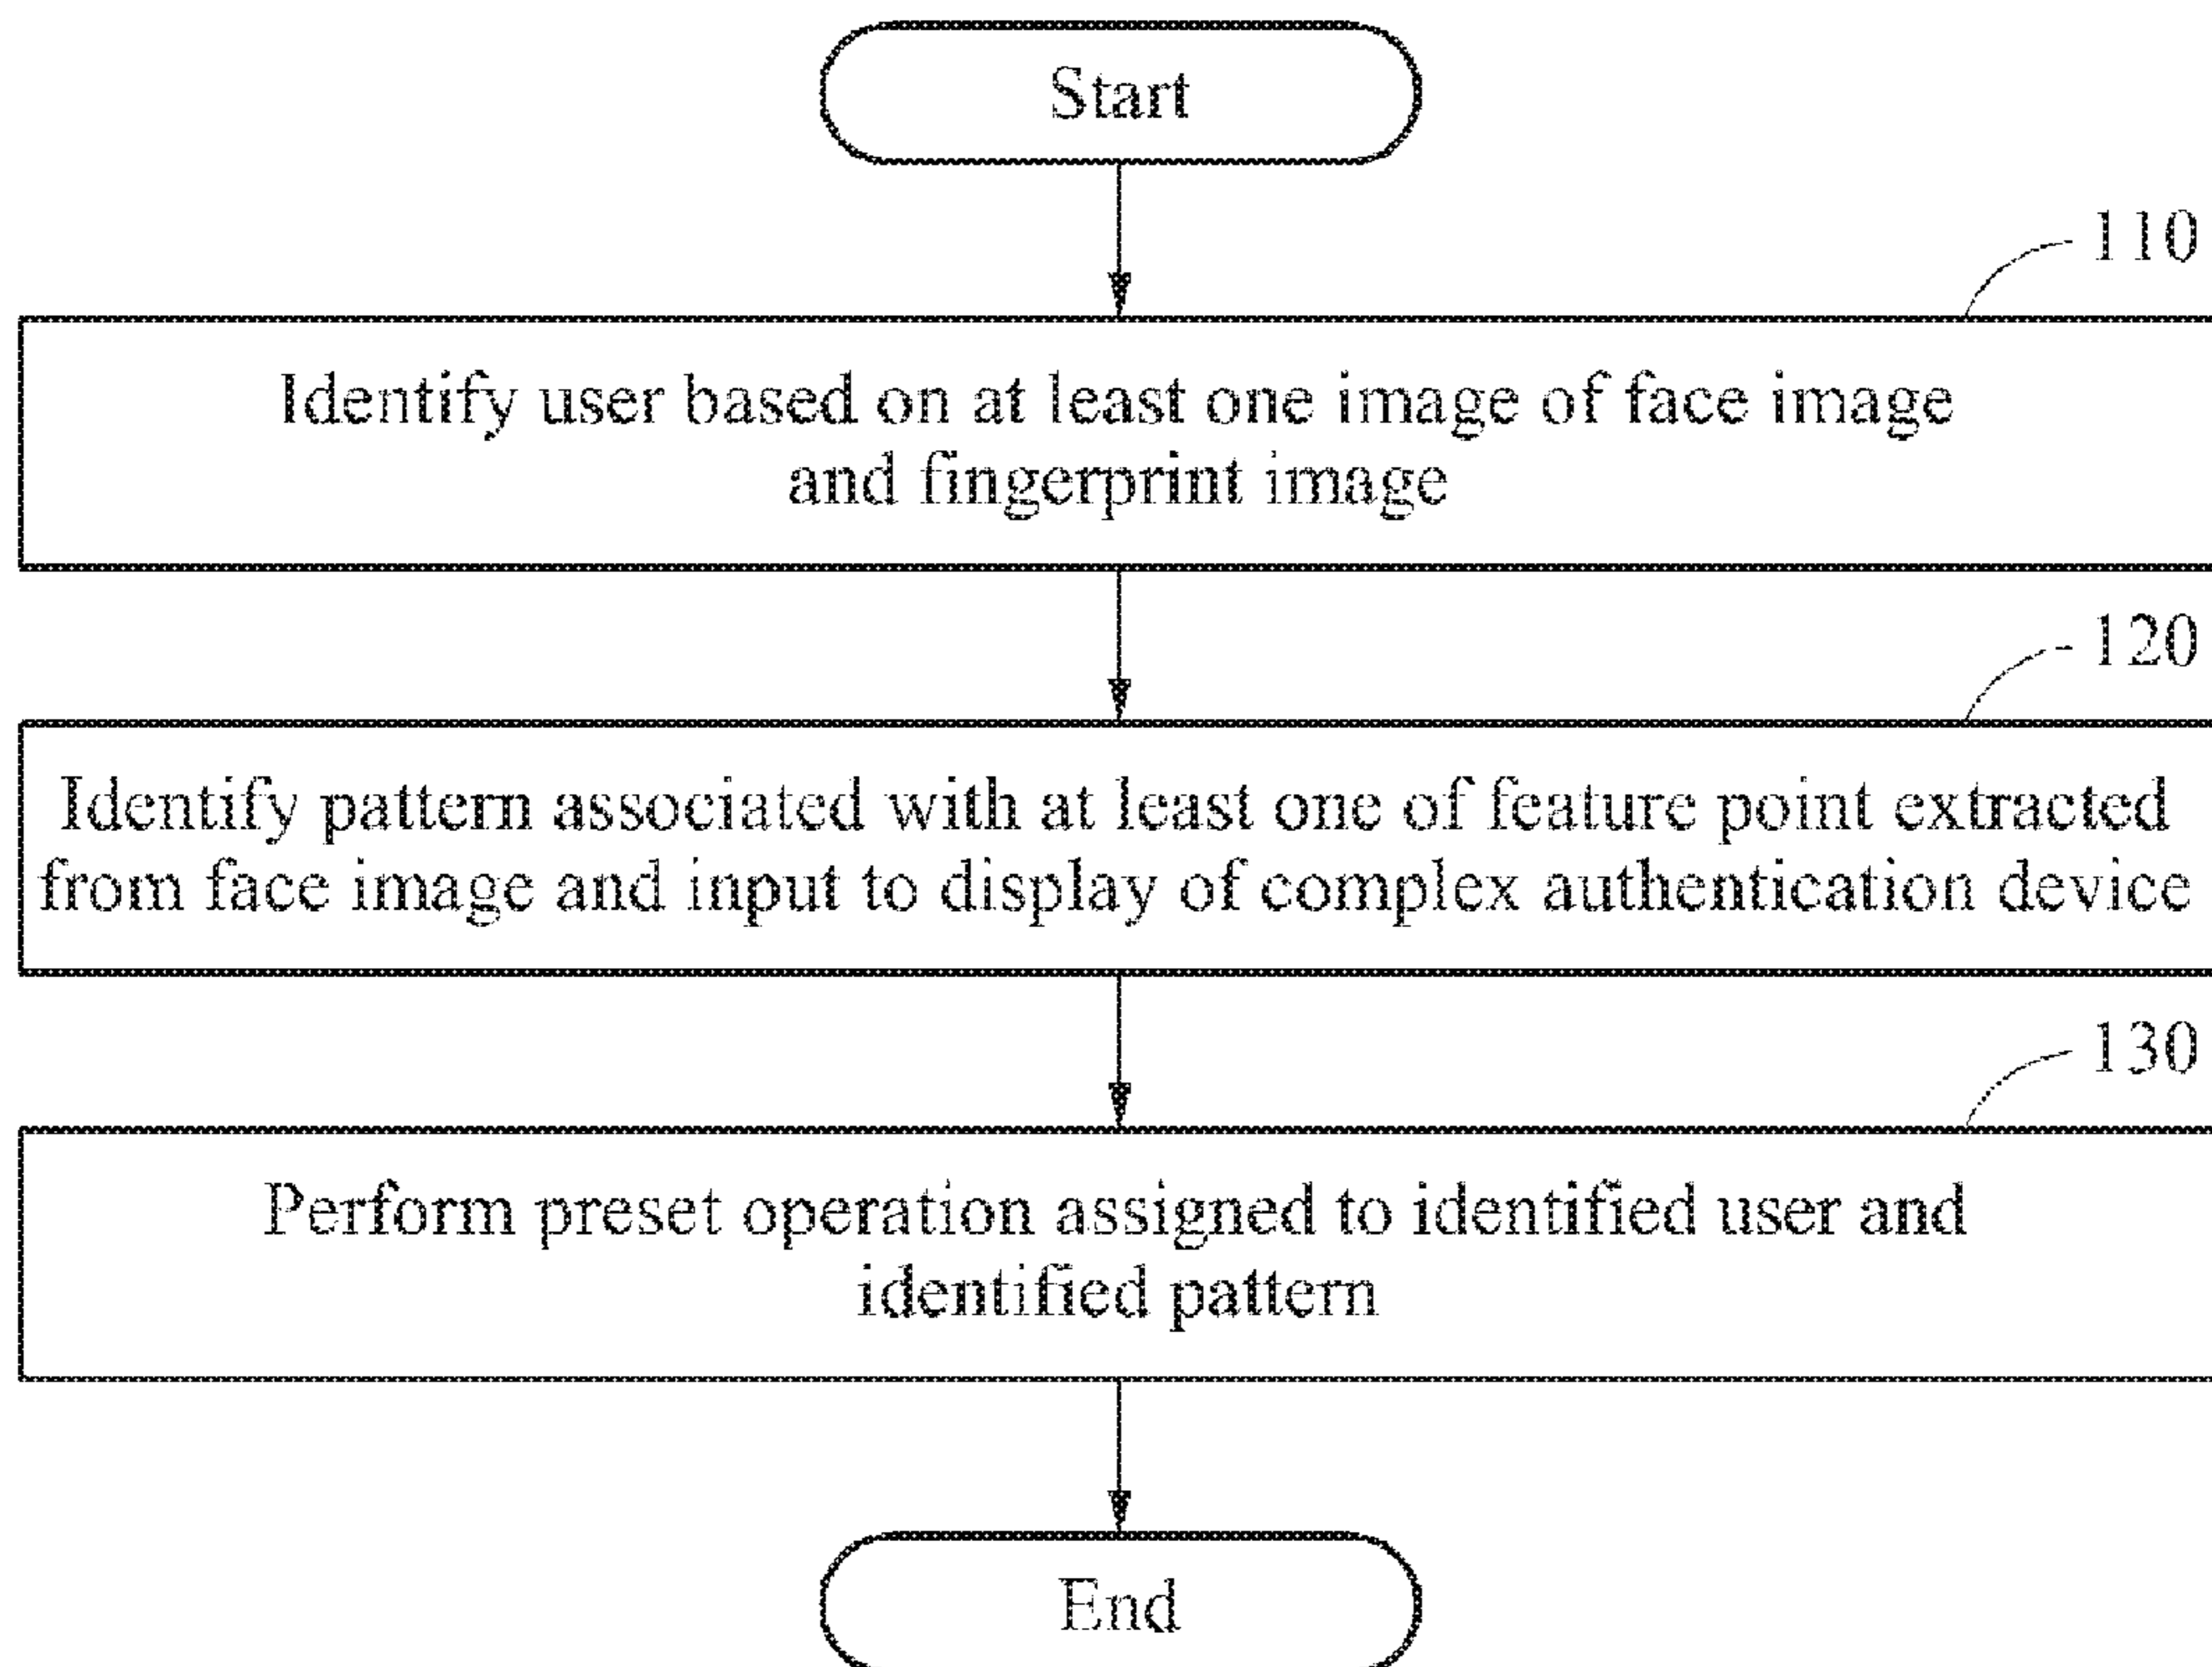 Start
110
Identify user based on at least one image of face image
and fingerprint image
120
Identify pattern associated with at least one of feature point extracted
from face image and input to display of complex authentication device
130
Perform preset operation assigned to identified user and
identified pattern
End